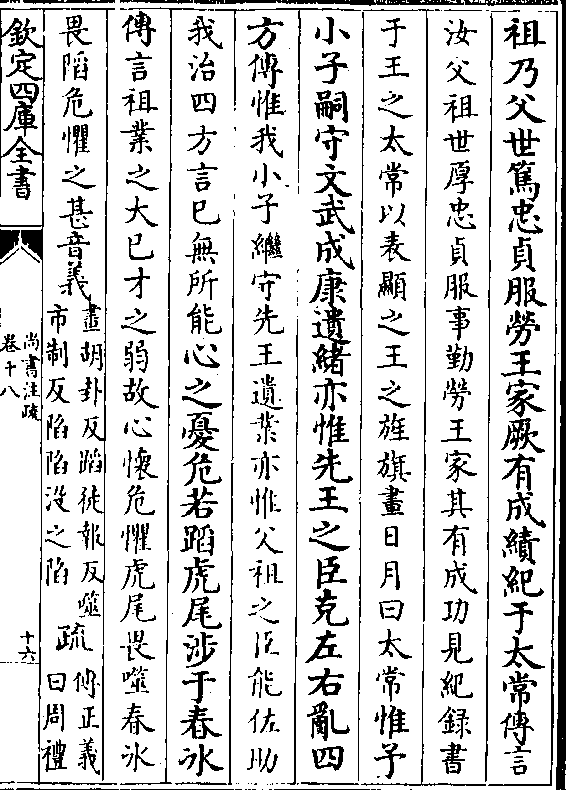 祖乃父世篤忠貞服勞王家厥有成績紀于太常傳言
汝父祖世厚忠貞服事勤勞王家其有成功見紀録書
于王之太常以表顯之王之旌旗畫日月曰太常惟予
小子嗣守文武成康遺緒亦惟先王之臣克左右亂四
方傳惟我小子繼守先王遺業亦惟父祖之臣能佐助
我治四方言已無所能心之憂危若蹈虎尾涉于春冰
傳言祖業之大已才之弱故心懷危懼虎尾畏噬春冰
畏陷危懼之甚音義
畫胡卦反蹈徒報反噬
市制反陷陷没之陷
疏
傳正義
曰周禮
欽定四庫全書
尚書注疏
卷十八
十六